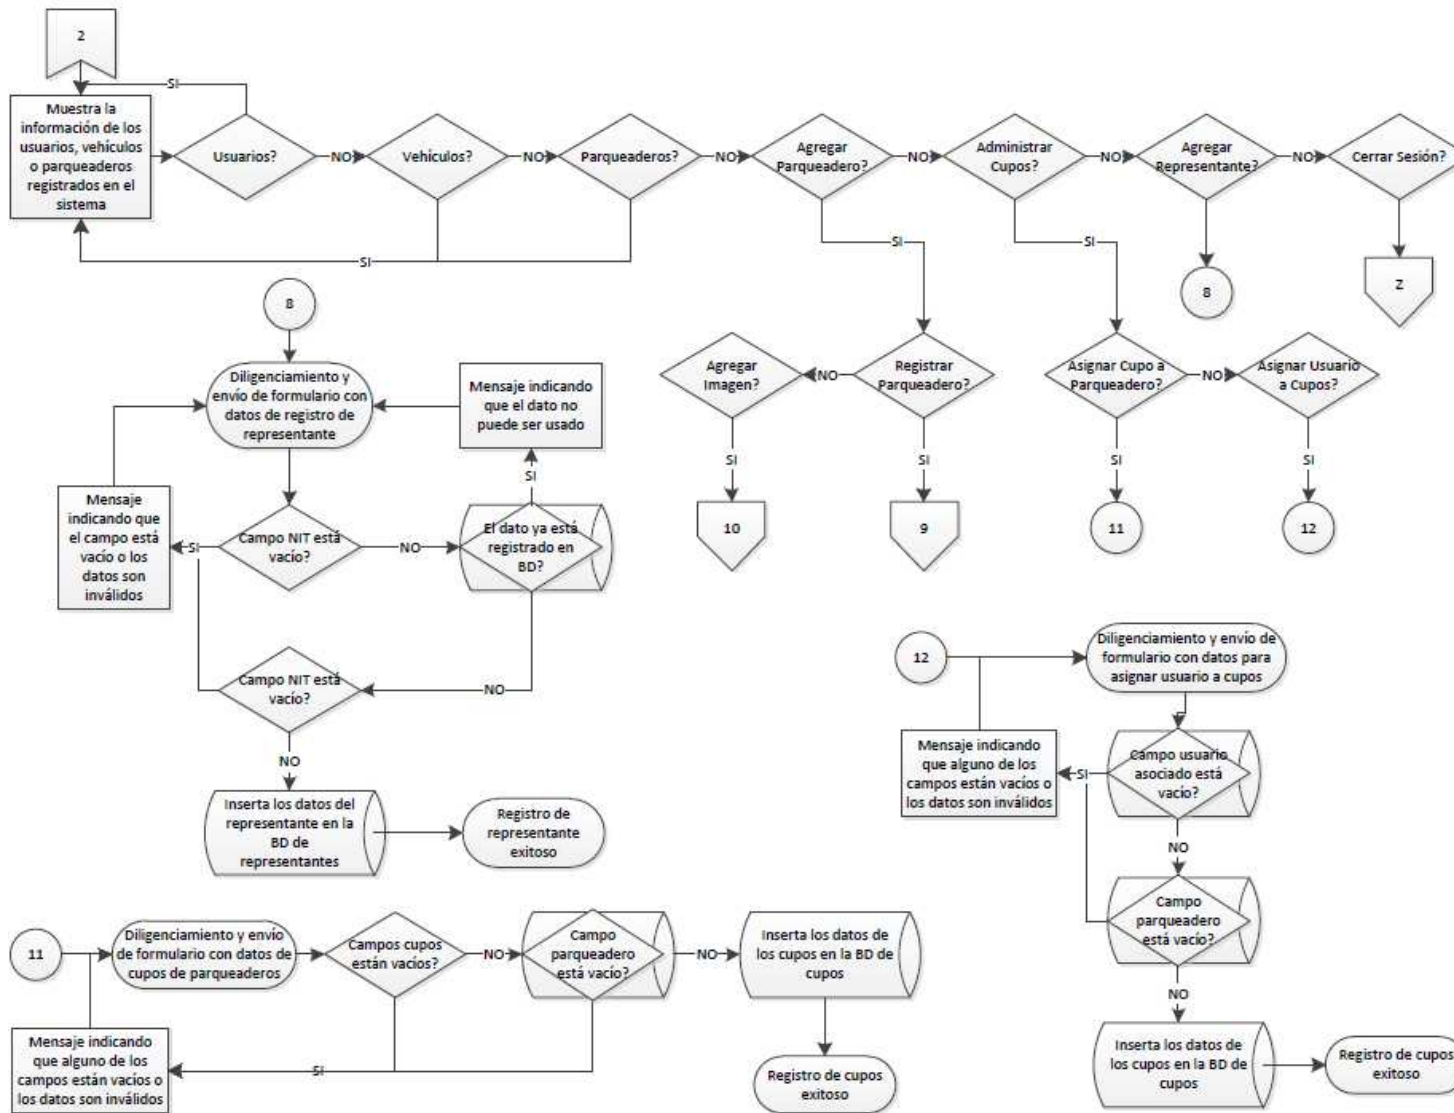 2
SI
Muestra la
información de los
usuarios, vehículos
o parqueaderos
registrados en el
sistema
Usuarios?
NO
Vehículos?
NO
Parqueaderos?
NO
Agregar
Parqueadero?
NO
Administrar
Cupos?
NO
Agregar
Representante?
NO
Cerrar Sesión?
SI
SI
SI
8
Z
Registrar
Parqueadero?
NO
Agregar
Imagen?
SI
10
SI
9
Asignar Cupo a
Parqueadero?
NO
Asignar Usuario
a Cupos?
SI
11
SI
12
8
Diligenciamiento y
envío de formulario con
datos de registro de
representante
Mensaje indicando
que el dato no
puede ser usado
SI
Mensaje
indicando que
el campo está
vacío o los
datos son
inválidos
SI
Campo NIT está
vacío?
NO
El dato ya está
registrado en
BD?
Campo NIT está
vacío?
NO
NO
Inserta los datos del
representante en la
BD de
representantes
Registro de
representante
exitoso
12
Diligenciamiento y envío de
formulario con datos para
asignar usuario a cupos
Mensaje indicando
que alguno de los
campos están vacíos o
los datos son inválidos
SI
Campo usuario
asociado está
vacío?
NO
Campo
parqueadero
está vacío?
NO
Inserta los datos de
los cupos en la BD de
cupos
Registro de cupos
exitoso
11
Diligenciamiento y envío
de formulario con datos de
cupos de parqueaderos
Campos cupos
están vacíos?
NO
Campo
parqueadero
está vacío?
NO
Inserta los datos de
los cupos en la BD de
cupos
Mensaje indicando
que alguno de los
campos están vacíos o
los datos son inválidos
SI
Registro de cupos
exitoso